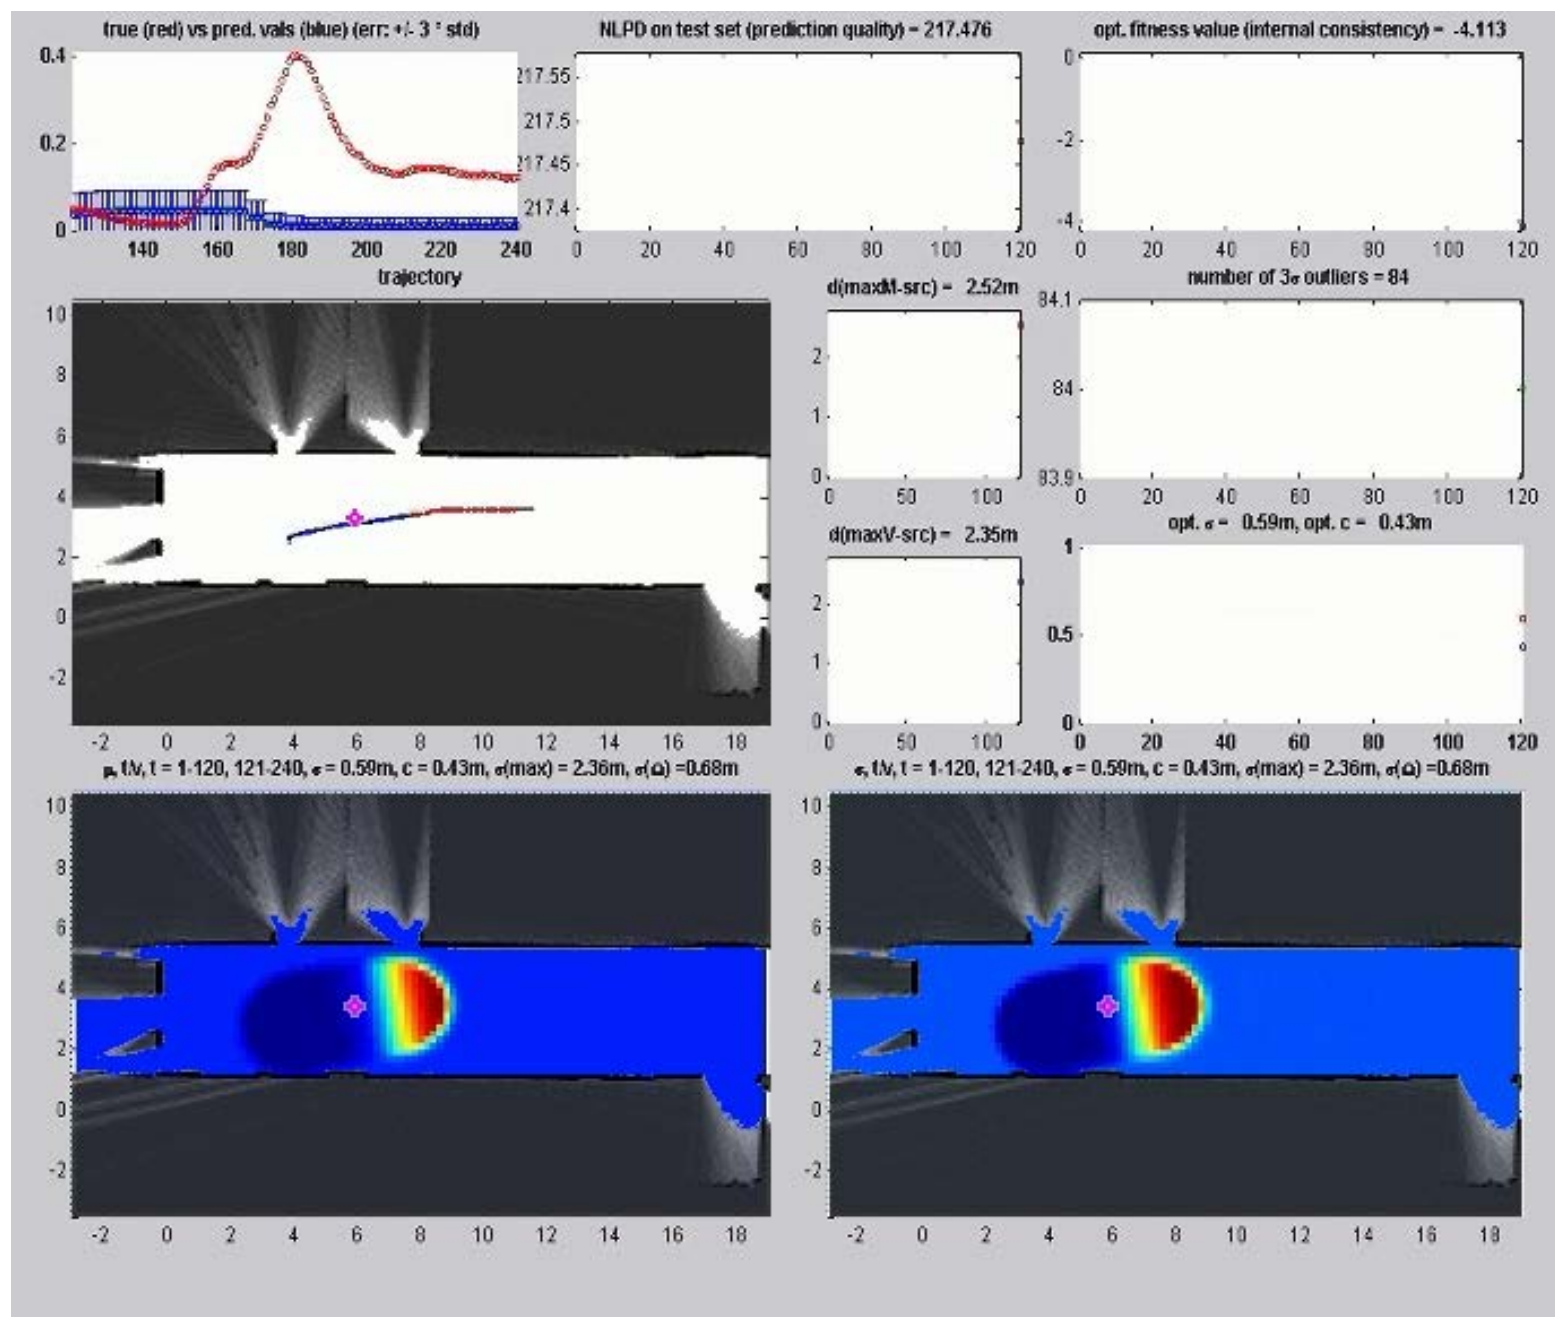 true (red) vs pred. vals (blue) (err: +/- 3 * std)
NLPD on test set (prediction quality) = 217.476
opt. fitness value (internal consistency) = -4.113
0.4
0.2
0
140 160 180 200 220 240
217.55
217.5
217.45
217.4
0 20 40 60 80 100 120
0
-2
-4
0 20 40 60 80 100 120
trajectory
10
8
6
4
2
0
-2
-2 0 2 4 6 8 10 12 14 16 18
d(maxM-src) = 2.52m
2
1
0
0 50 100
number of 3σ outliers = 84
84.1
84
83.9
0 20 40 60 80 100 120
d(maxV-src) = 2.35m
2
1
0
0 50 100
opt. σ = 0.59m, opt. c = 0.43m
1
0.5
0
0 20 40 60 80 100 120
μ, t/v, t = 1-120, 121-240, σ = 0.59m, c = 0.43m, σ(max) = 2.36m, σ(Ω) =0.68m
10
8
6
4
2
0
-2
-2 0 2 4 6 8 10 12 14 16 18
σ, t/v, t = 1-120, 121-240, σ = 0.59m, c = 0.43m, σ(max) = 2.36m, σ(Ω) =0.68m
10
8
6
4
2
0
-2
-2 0 2 4 6 8 10 12 14 16 18